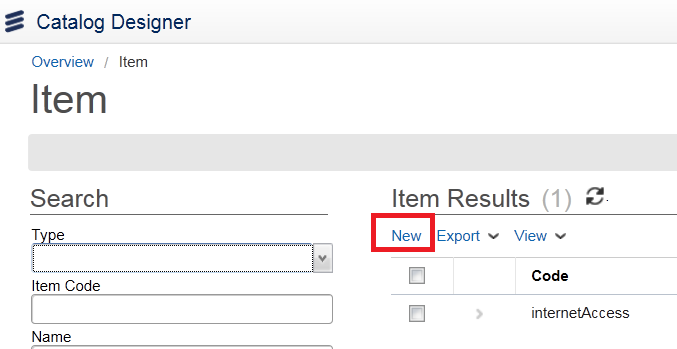 Catalog Designer
Overview / Item
Item
Search
Type
Item Code
Name
Item Results (1)
New Export View
Code
internetAccess